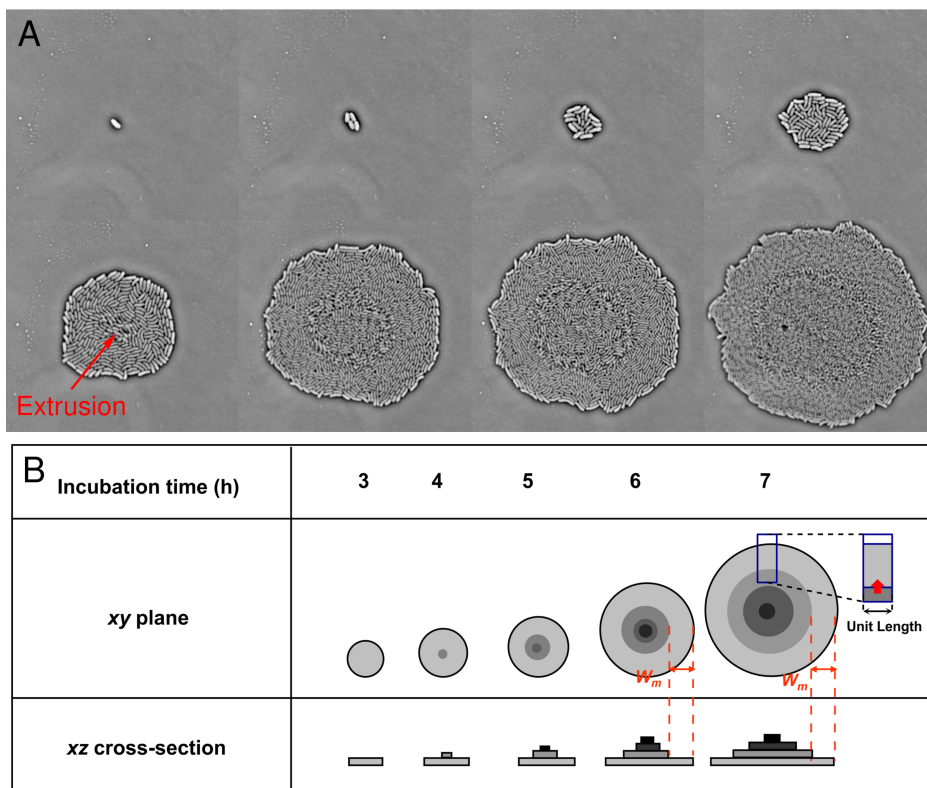 A
Extrusion
B
Incubation time (h)
3 4 5 6 7
xy plane
Unit Length
Wm
Wm
xz cross-section